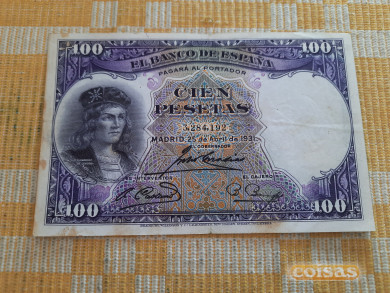 100 100
EL BANCO DE ESPAÑA
PAGARÁ AL PORTADOR
CIEN
PESETAS
3,284,192
MADRID, 25 de Abril de 1931
EL GOBERNADOR
EL INTERVENTOR EL CAJERO
100 100
coisas